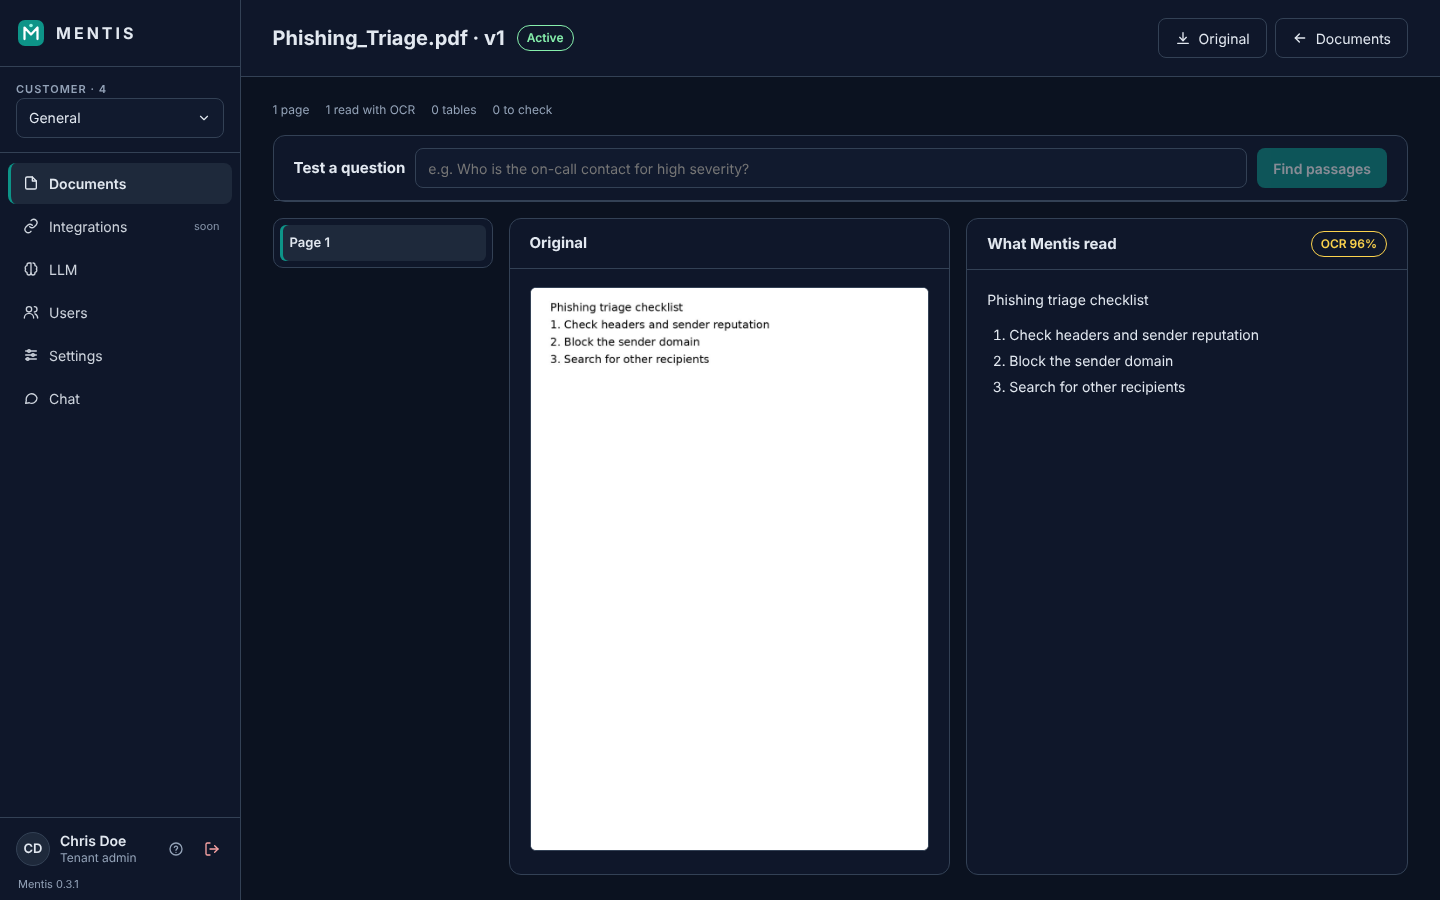 MENTIS
CUSTOMER · 4
General
Documents
Integrations soon
LLM
Users
Settings
Chat
CD
Chris Doe
Tenant admin
Mentis 0.3.1
Phishing_Triage.pdf · v1 Active
Original
Documents
1 page 1 read with OCR 0 tables 0 to check
Test a question e.g. Who is the on-call contact for high severity? Find passages
Page 1
Original
Phishing triage checklist
1. Check headers and sender reputation
2. Block the sender domain
3. Search for other recipients
What Mentis read OCR 96%
Phishing triage checklist
1. Check headers and sender reputation
2. Block the sender domain
3. Search for other recipients